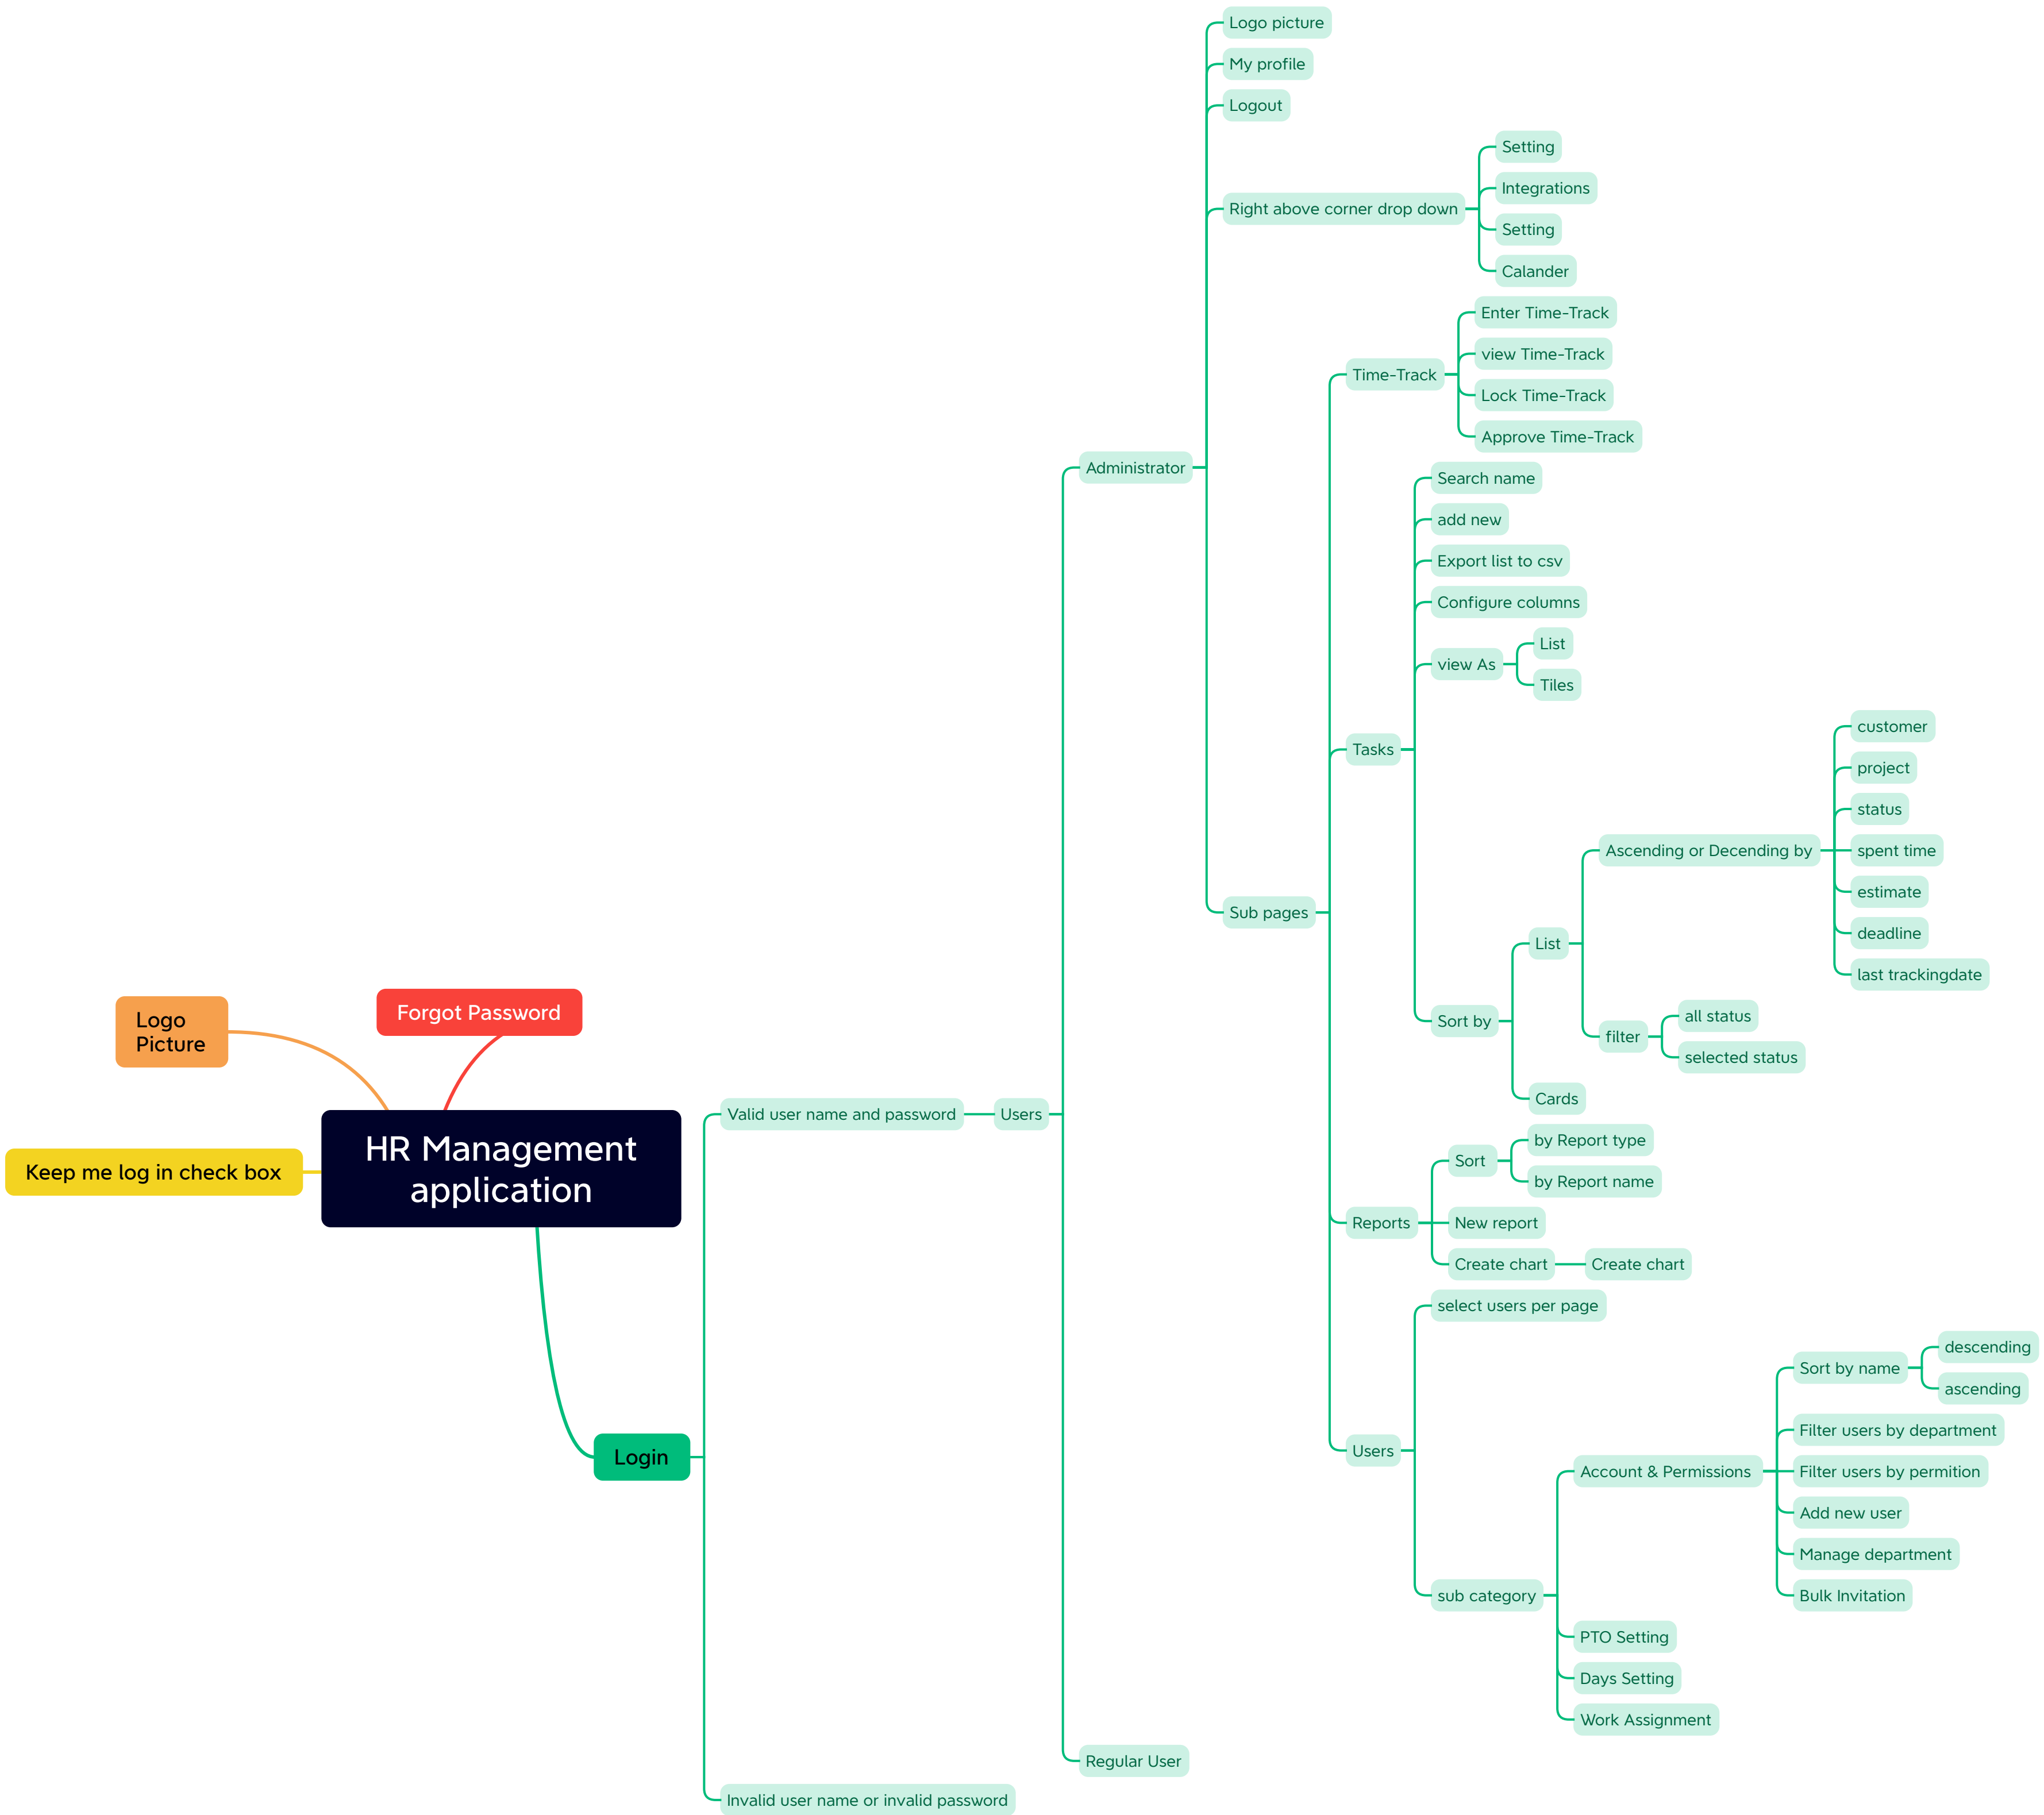 Logo picture
My profile
Logout
Setting
Integrations
Right above corner drop down
Setting
Calander
Enter Time-Track
view Time-Track
Time-Track
Lock Time-Track
Approve Time-Track
Administrator
Search name
add new
Export list to csv
Configure columns
List
view As
Tiles
customer
Tasks
project
status
Ascending or Decending by
spent time
estimate
Sub pages
deadline
List
last trackingdate
Forgot Password
Logo
Picture
all status
Sort by
filter
selected status
Cards
Valid user name and password
Users
HR Management
application
Keep me log in check box
by Report type
Sort
by Report name
Reports
New report
Create chart
Create chart
select users per page
descending
Sort by name
ascending
Filter users by department
Users
Login
Account & Permissions
Filter users by permition
Add new user
Manage department
sub category
Bulk Invitation
PTO Setting
Days Setting
Work Assignment
Regular User
Invalid user name or invalid password